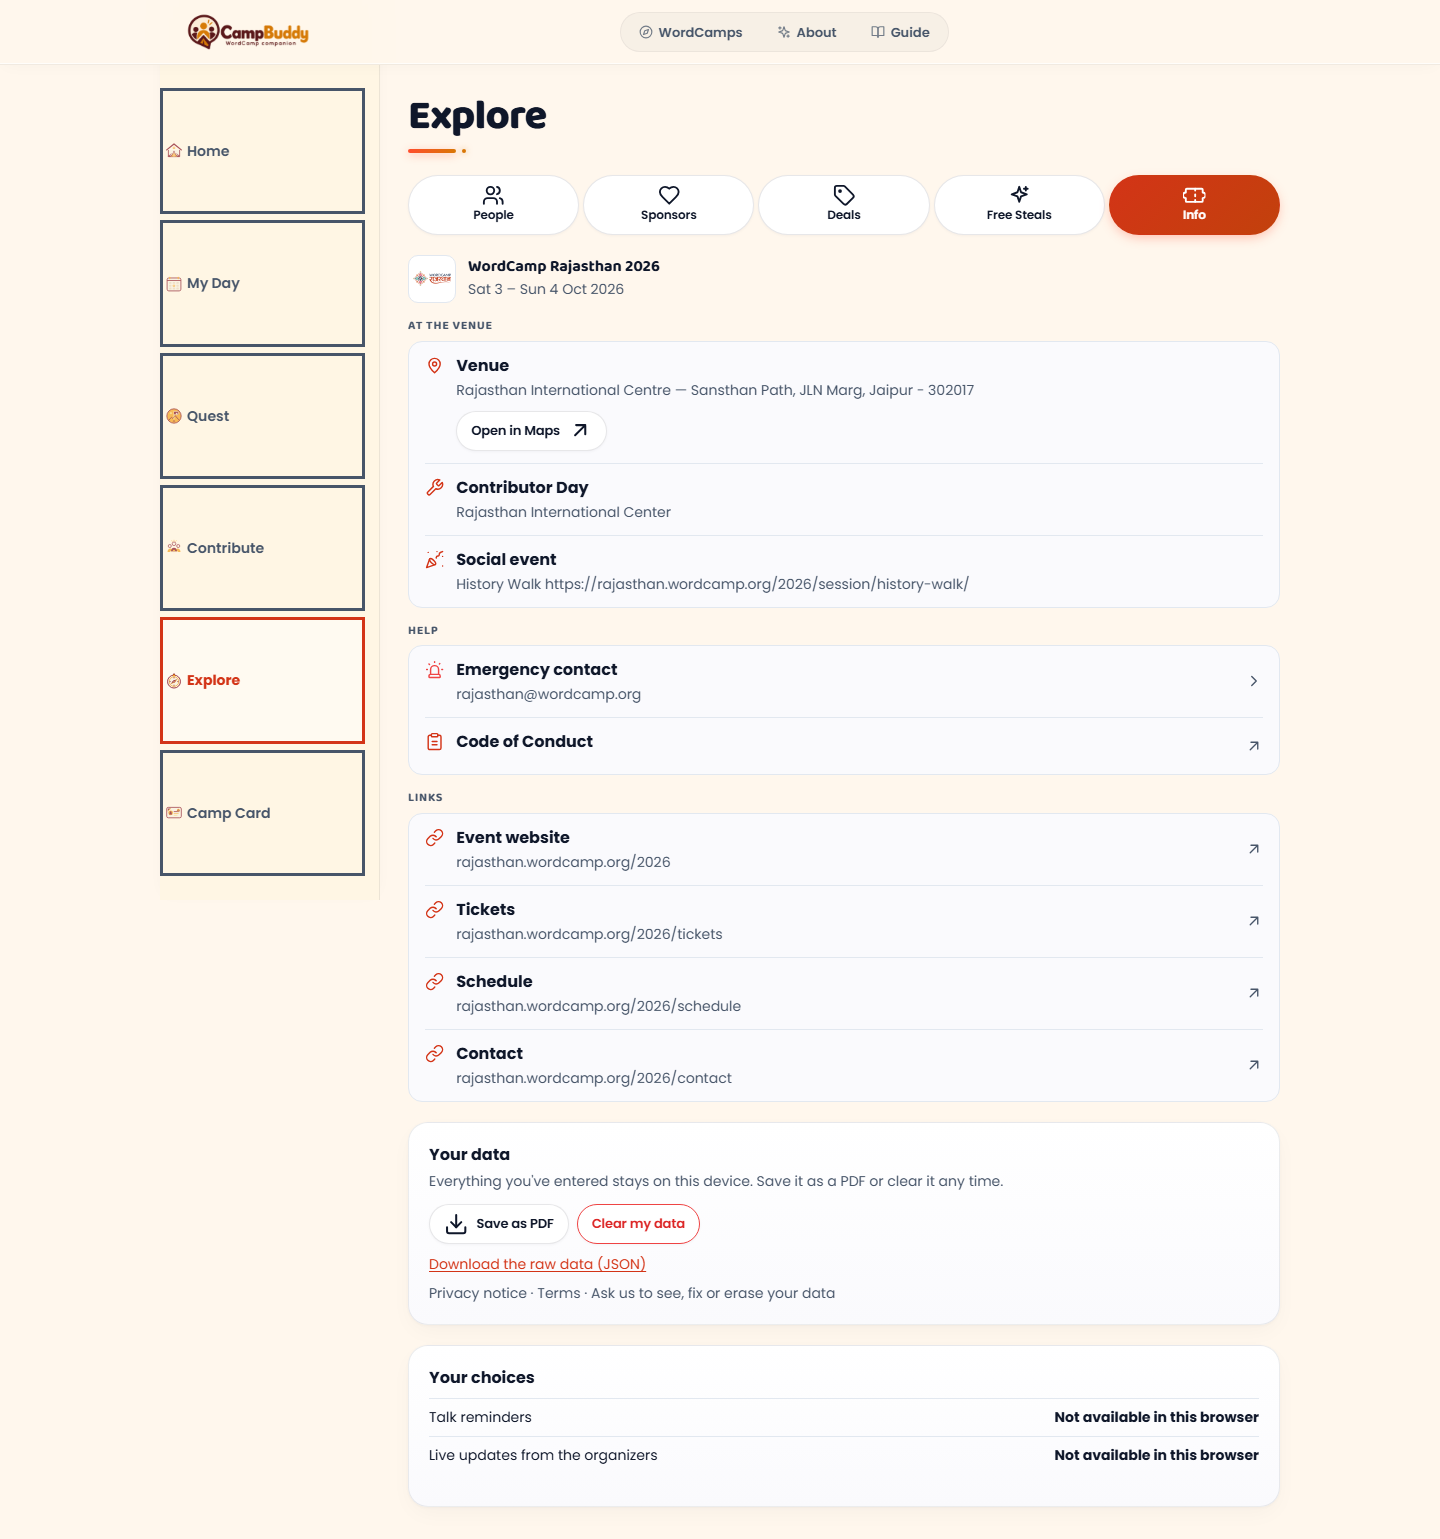 CampBuddy
WordCamp companion
WordCamps
About
Guide
Home
My Day
Quest
Contribute
Explore
Camp Card
Explore
People
Sponsors
Deals
Free Steals
Info
WordCamp Rajasthan 2026
Sat 3 – Sun 4 Oct 2026
AT THE VENUE
Venue
Rajasthan International Centre — Sansthan Path, JLN Marg, Jaipur - 302017
Open in Maps
Contributor Day
Rajasthan International Center
Social event
History Walk https://rajasthan.wordcamp.org/2026/session/history-walk/
HELP
Emergency contact
rajasthan@wordcamp.org
Code of Conduct
LINKS
Event website
rajasthan.wordcamp.org/2026
Tickets
rajasthan.wordcamp.org/2026/tickets
Schedule
rajasthan.wordcamp.org/2026/schedule
Contact
rajasthan.wordcamp.org/2026/contact
Your data
Everything you've entered stays on this device. Save it as a PDF or clear it any time.
Save as PDF
Clear my data
Download the raw data (JSON)
Privacy notice · Terms · Ask us to see, fix or erase your data
Your choices
Talk reminders
Not available in this browser
Live updates from the organizers
Not available in this browser